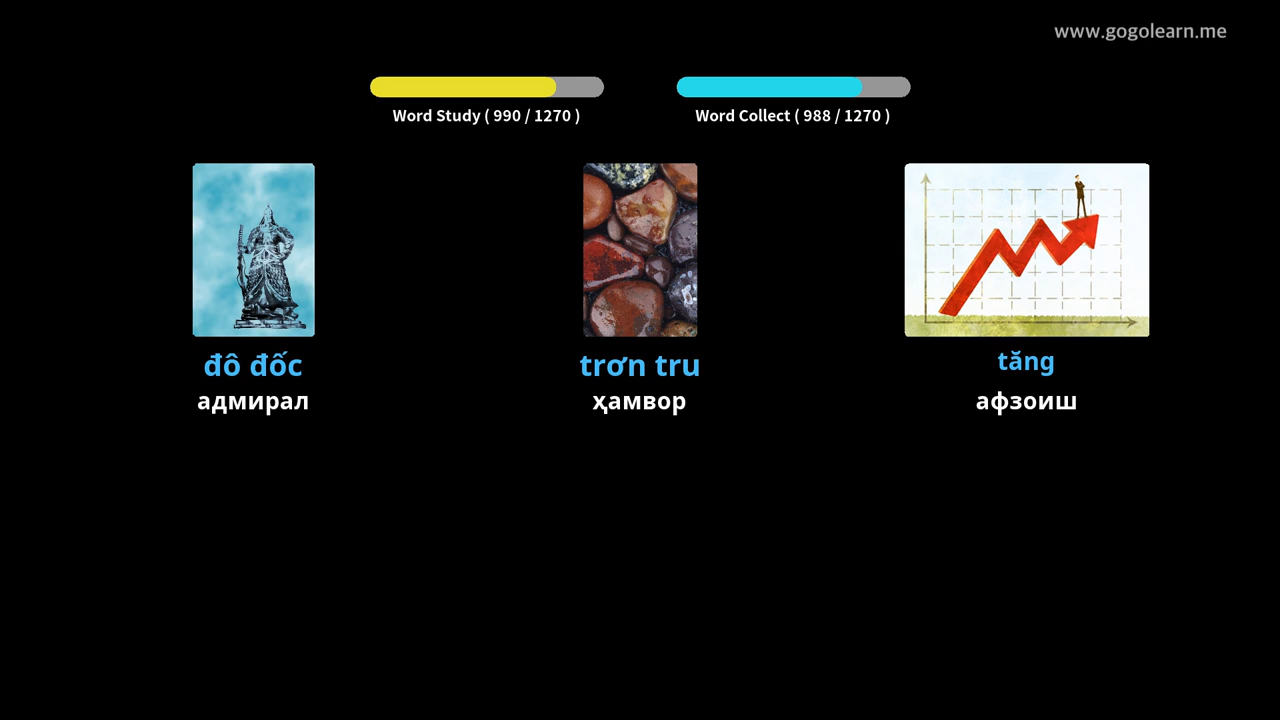 www.gogolearn.me
Word Study ( 990 / 1270 )
Word Collect ( 988 / 1270 )
đô đốc
адмирал
trơn tru
ҳамвор
tăng
афзоиш